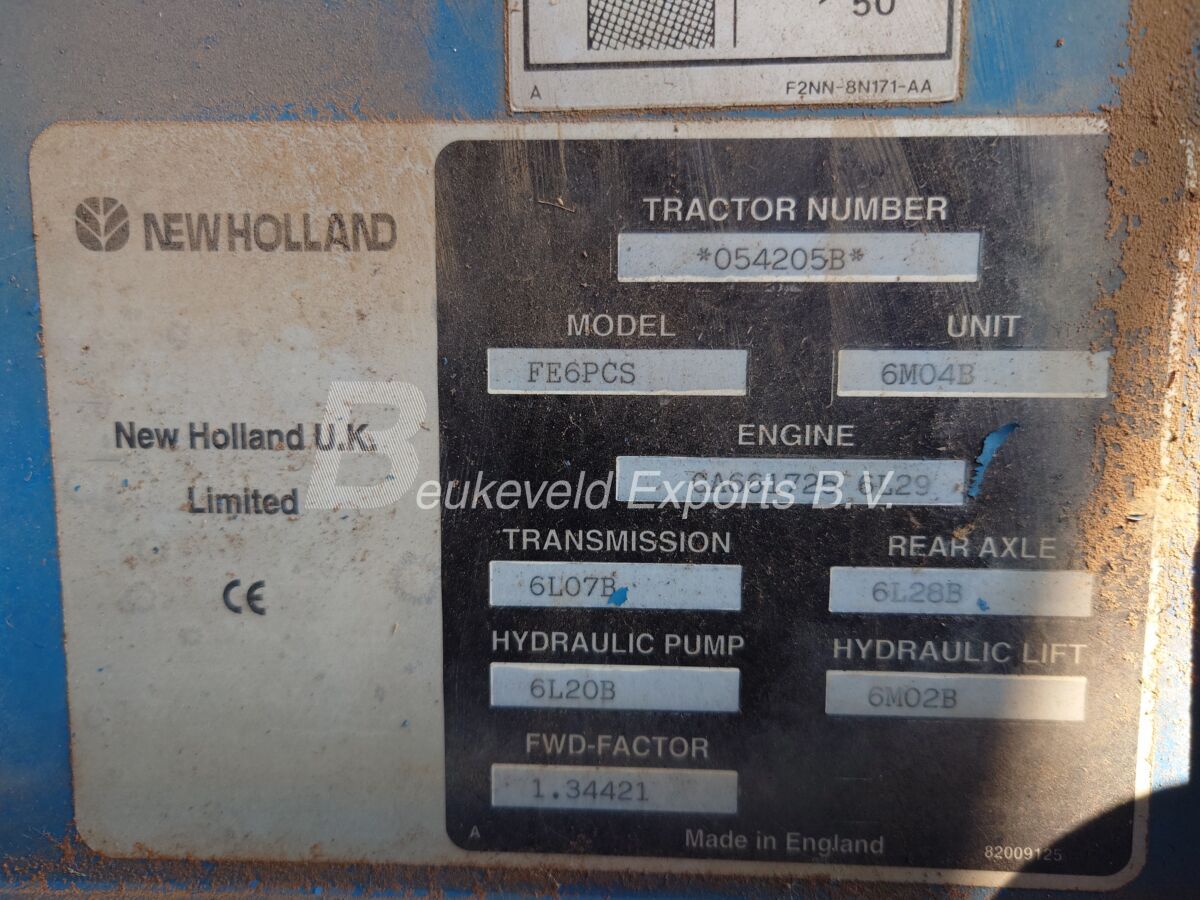 50
A F2NN-8N171-AA
NEW HOLLAND
TRACTOR NUMBER
*054205B*
MODEL UNIT
FE6PCS 6M04B
New Holland U.K.
Limited
ENGINE
6L29
Beukeveld Exports B.V.
TRANSMISSION REAR AXLE
6L07B 6L28B
CE
HYDRAULIC PUMP HYDRAULIC LIFT
6L20B 6M02B
FWD-FACTOR
1.34421
A Made in England 82009125